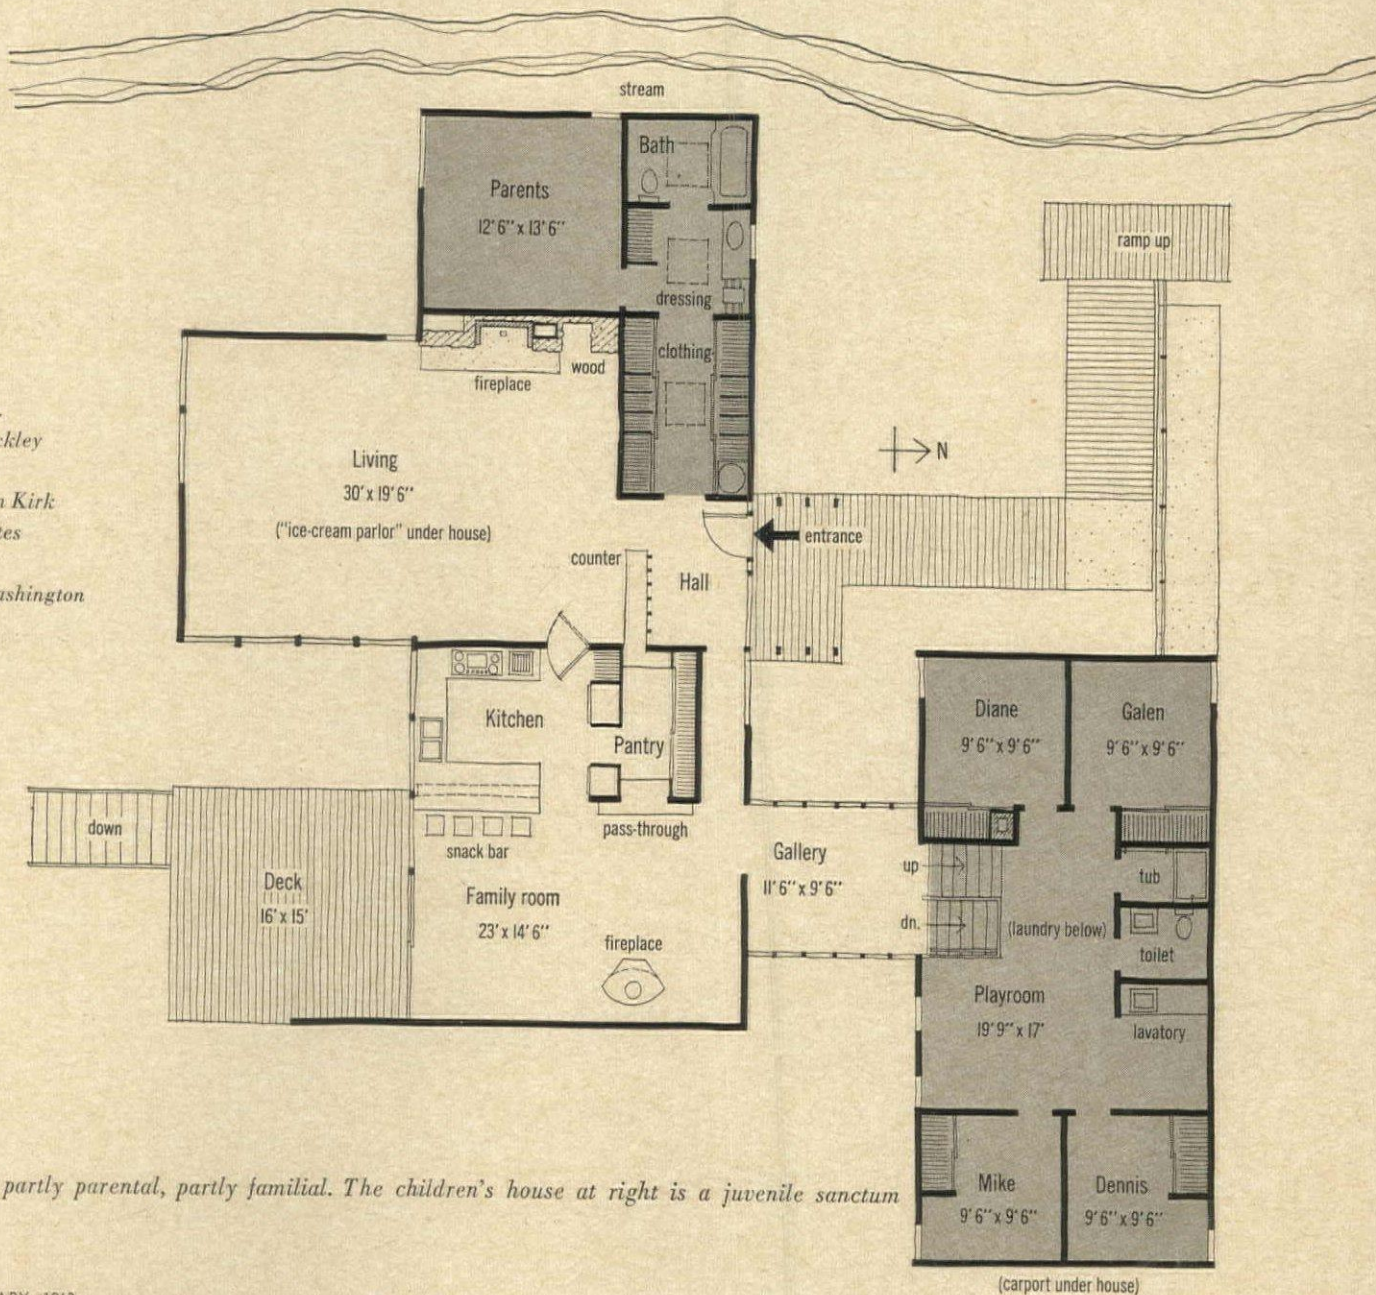 stream
Bath
Parents
12'6" x 13'6"
ramp up
dressing
clothing
wood
fireplace
N
Living
30' x 19'6"
("ice-cream parlor" under house)
entrance
counter
Hall
Kirk
Washington
Kitchen
Pantry
pass-through
snack bar
down
Deck
16' x 15'
Family room
23' x 14'6"
fireplace
Gallery
11'6" x 9'6"
up
dn.
Diane
9'6" x 9'6"
Galen
9'6" x 9'6"
tub
(laundry below)
toilet
Playroom
19'9" x 17'
lavatory
Mike
9'6" x 9'6"
Dennis
9'6" x 9'6"
(carport under house)
partly parental, partly familial. The children's house at right is a juvenile sanctum